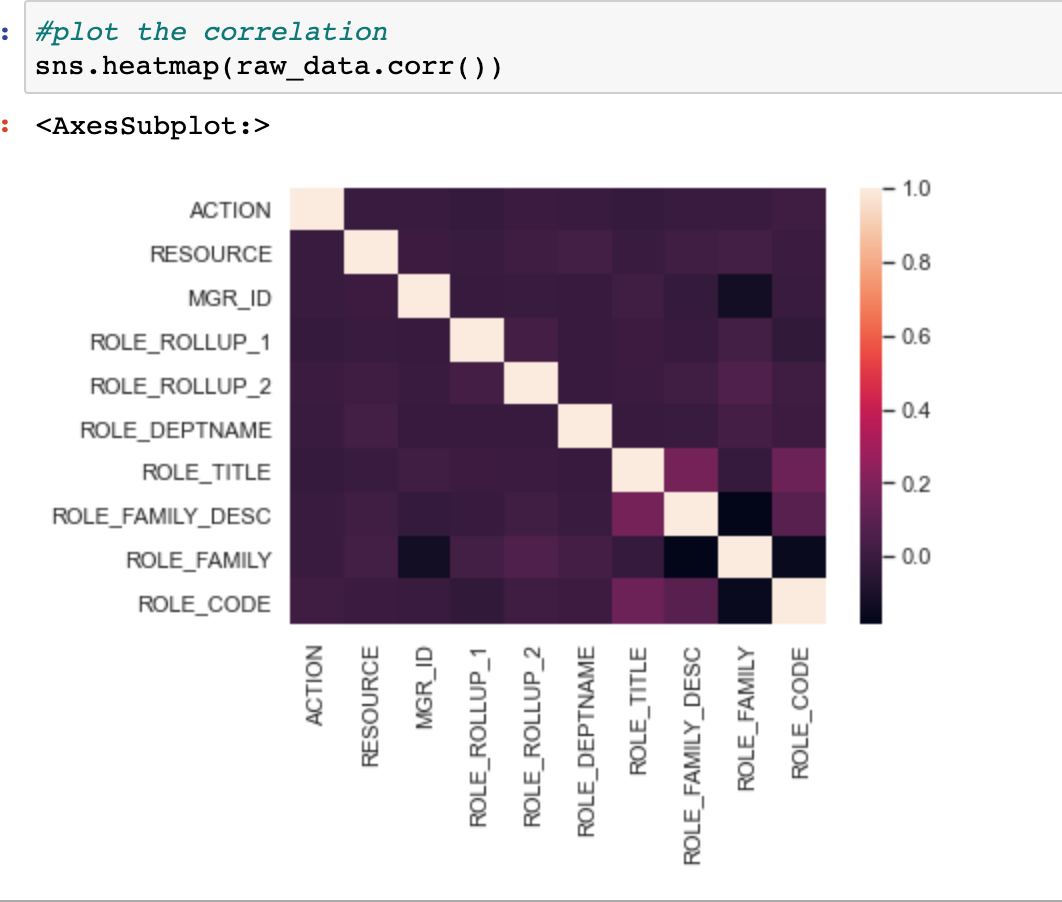 : #plot the correlation
sns.heatmap(raw_data.corr())
: <AxesSubplot:>
ACTION
RESOURCE
MGR_ID
ROLE_ROLLUP_1
ROLE_ROLLUP_2
ROLE_DEPTNAME
ROLE_TITLE
ROLE_FAMILY_DESC
ROLE_FAMILY
ROLE_CODE
1.0
0.8
0.6
0.4
0.2
0.0
ACTION
RESOURCE
MGR_ID
ROLE_ROLLUP_1
ROLE_ROLLUP_2
ROLE_DEPTNAME
ROLE_TITLE
ROLE_FAMILY_DESC
ROLE_FAMILY
ROLE_CODE